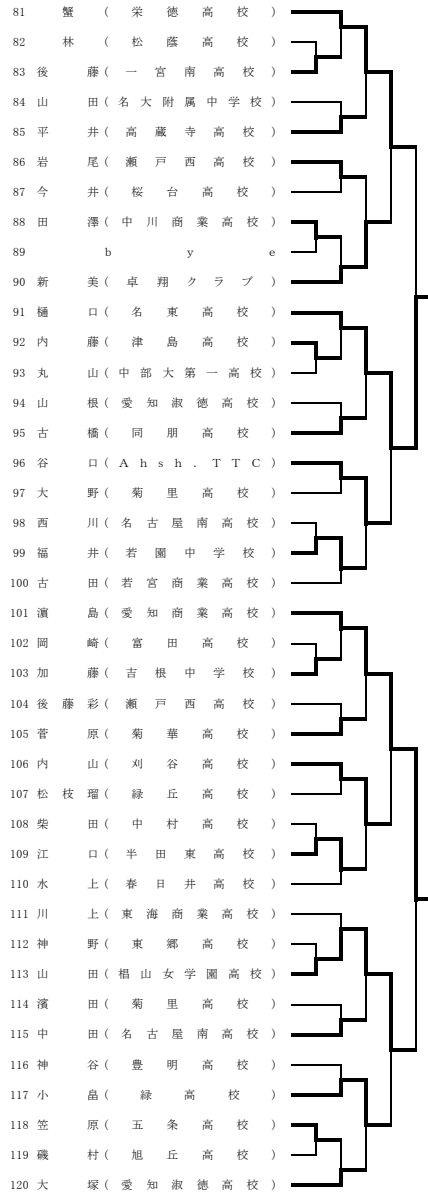 81 蟹 ( 栄 徳 高 校 )
82 林 ( 松 蔭 高 校 )
83 後 藤 ( 一 宮 南 高 校 )
84 山 田 ( 名 大 附 属 中 学 校 )
85 平 井 ( 高 蔵 寺 高 校 )
86 岩 尾 ( 瀬 戸 西 高 校 )
87 今 井 ( 桜 台 高 校 )
88 田 澤 ( 中 川 商 業 高 校 )
89 b y e
90 新 美 ( 卓 翔 ク ラ ブ )
91 樋 口 ( 名 東 高 校 )
92 内 藤 ( 津 島 高 校 )
93 丸 山 ( 中 部 大 第 一 高 校 )
94 山 根 ( 愛 知 淑 徳 高 校 )
95 古 橋 ( 同 朋 高 校 )
96 谷 口 ( A h s h . T T C )
97 大 野 ( 菊 里 高 校 )
98 西 川 ( 名 古 屋 南 高 校 )
99 福 井 ( 若 園 中 学 校 )
100 古 田 ( 若 宮 商 業 高 校 )
101 濵 島 ( 愛 知 商 業 高 校 )
102 岡 崎 ( 富 田 高 校 )
103 加 藤 ( 吉 根 中 学 校 )
104 後 藤 彩 ( 瀬 戸 西 高 校 )
105 菅 原 ( 菊 華 高 校 )
106 内 山 ( 刈 谷 高 校 )
107 松 枝 瑠 ( 緑 丘 高 校 )
108 柴 田 ( 中 村 高 校 )
109 江 口 ( 半 田 東 高 校 )
110 水 上 ( 春 日 井 高 校 )
111 川 上 ( 東 海 商 業 高 校 )
112 神 野 ( 東 郷 高 校 )
113 山 田 ( 椙 山 女 学 園 高 校 )
114 濱 田 ( 菊 里 高 校 )
115 中 田 ( 名 古 屋 南 高 校 )
116 神 谷 ( 豊 明 高 校 )
117 小 畠 ( 緑 高 校 )
118 笠 原 ( 五 条 高 校 )
119 磯 村 ( 旭 丘 高 校 )
120 大 塚 ( 愛 知 淑 徳 高 校 )